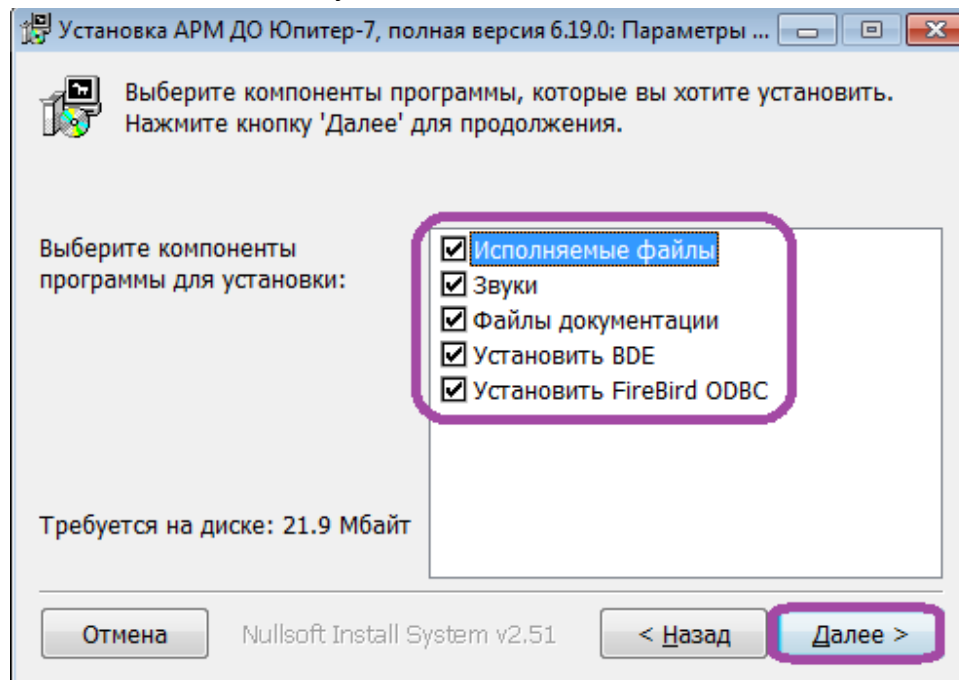 Установка АРМ ДО Юпитер-7, полная версия 6.19.0: Параметры ...
Выберите компоненты программы, которые вы хотите установить.
Нажмите кнопку 'Далее' для продолжения.
Выберите компоненты
программы для установки:
Исполняемые файлы
Звуки
Файлы документации
Установить BDE
Установить FireBird ODBC
Требуется на диске: 21.9 Мбайт
Отмена
Nullsoft Install System v2.51
< Назад
Далее >